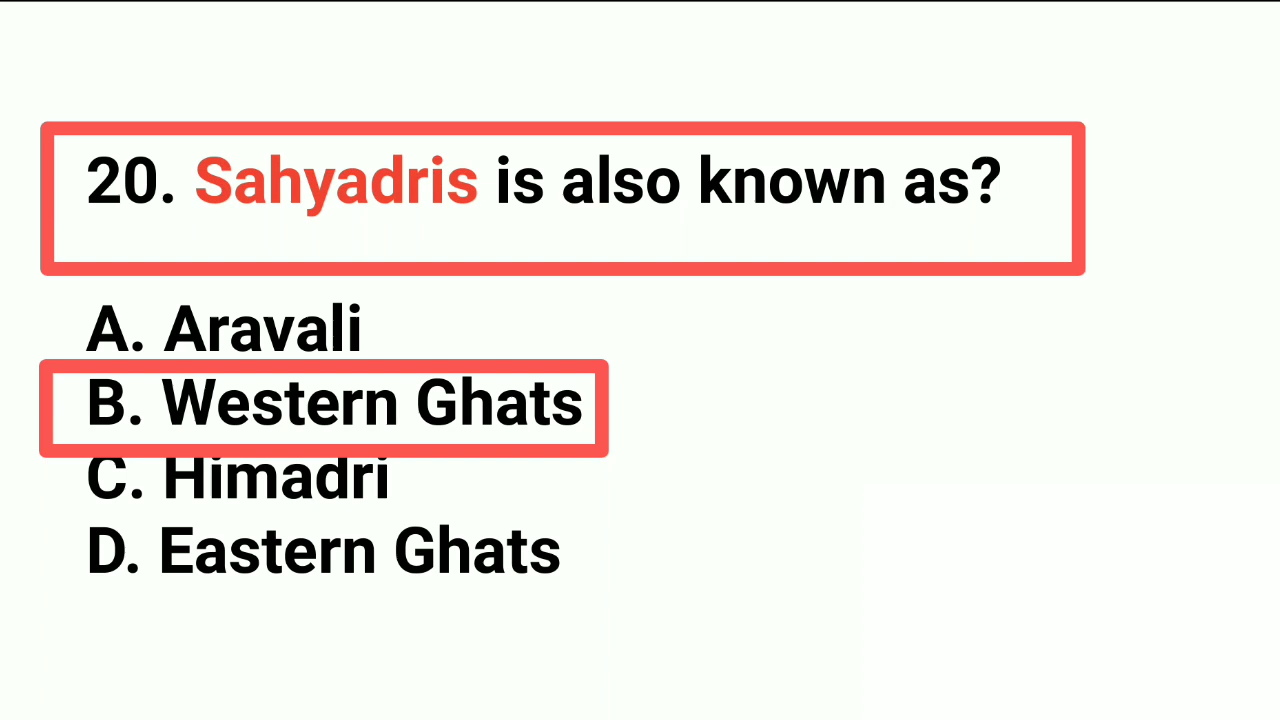 20. Sahyadris is also known as?
A. Aravali
B. Western Ghats
C. Himadri
D. Eastern Ghats